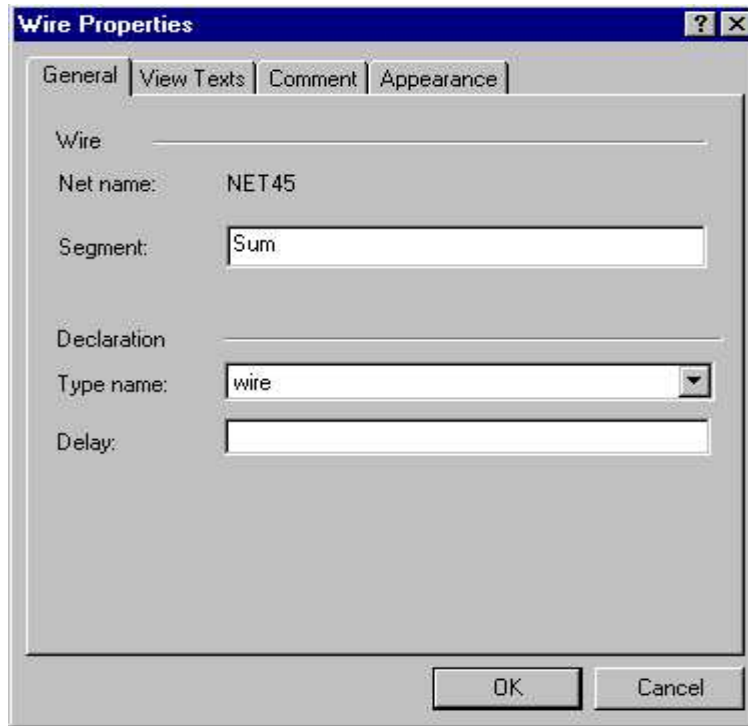 Wire Properties
General View Texts Comment Appearance
Wire
Net name: NET45
Segment: Sum
Declaration
Type name: wire
Delay:
OK Cancel